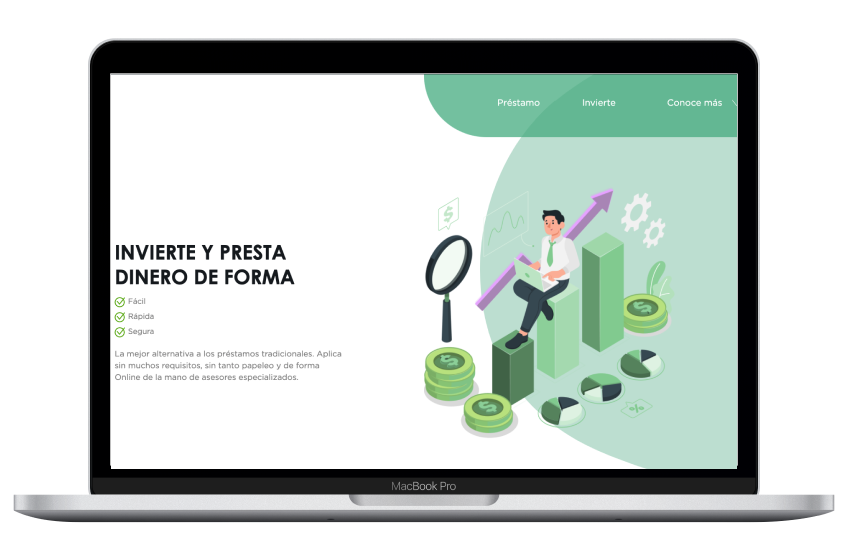 Préstamo
Invierte
Conoce más
INVIERTE Y PRESTA
DINERO DE FORMA
Fácil
Rápida
Segura
La mejor alternativa a los préstamos tradicionales. Aplica
sin muchos requisitos, sin tanto papeleo y de forma
Online de la mano de asesores especializados.
$
$
$
$
%
MacBook Pro